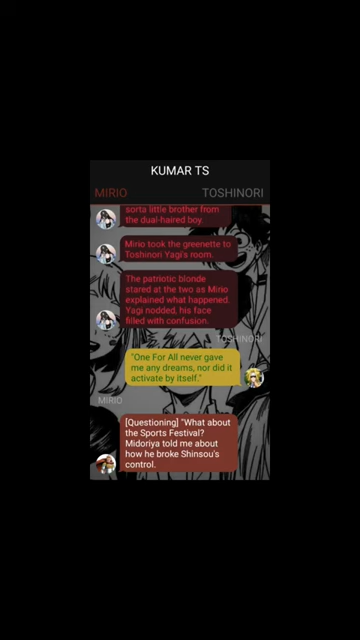 KUMAR TS
MIRIO TOSHINORI
sorta little brother from
the dual-haired boy.
Mirio took the greenette to
Toshinori Yagi's room.
The patriotic blonde
stared at the two as Mirio
explained what happened.
Yagi nodded, his face
filled with confusion.
TOSHINORI
"One For All never gave
me any dreams, nor did it
activate by itself."
MIRIO
[Questioning] "What about
the Sports Festival?
Midoriya told me about
how he broke Shinsou's
control.